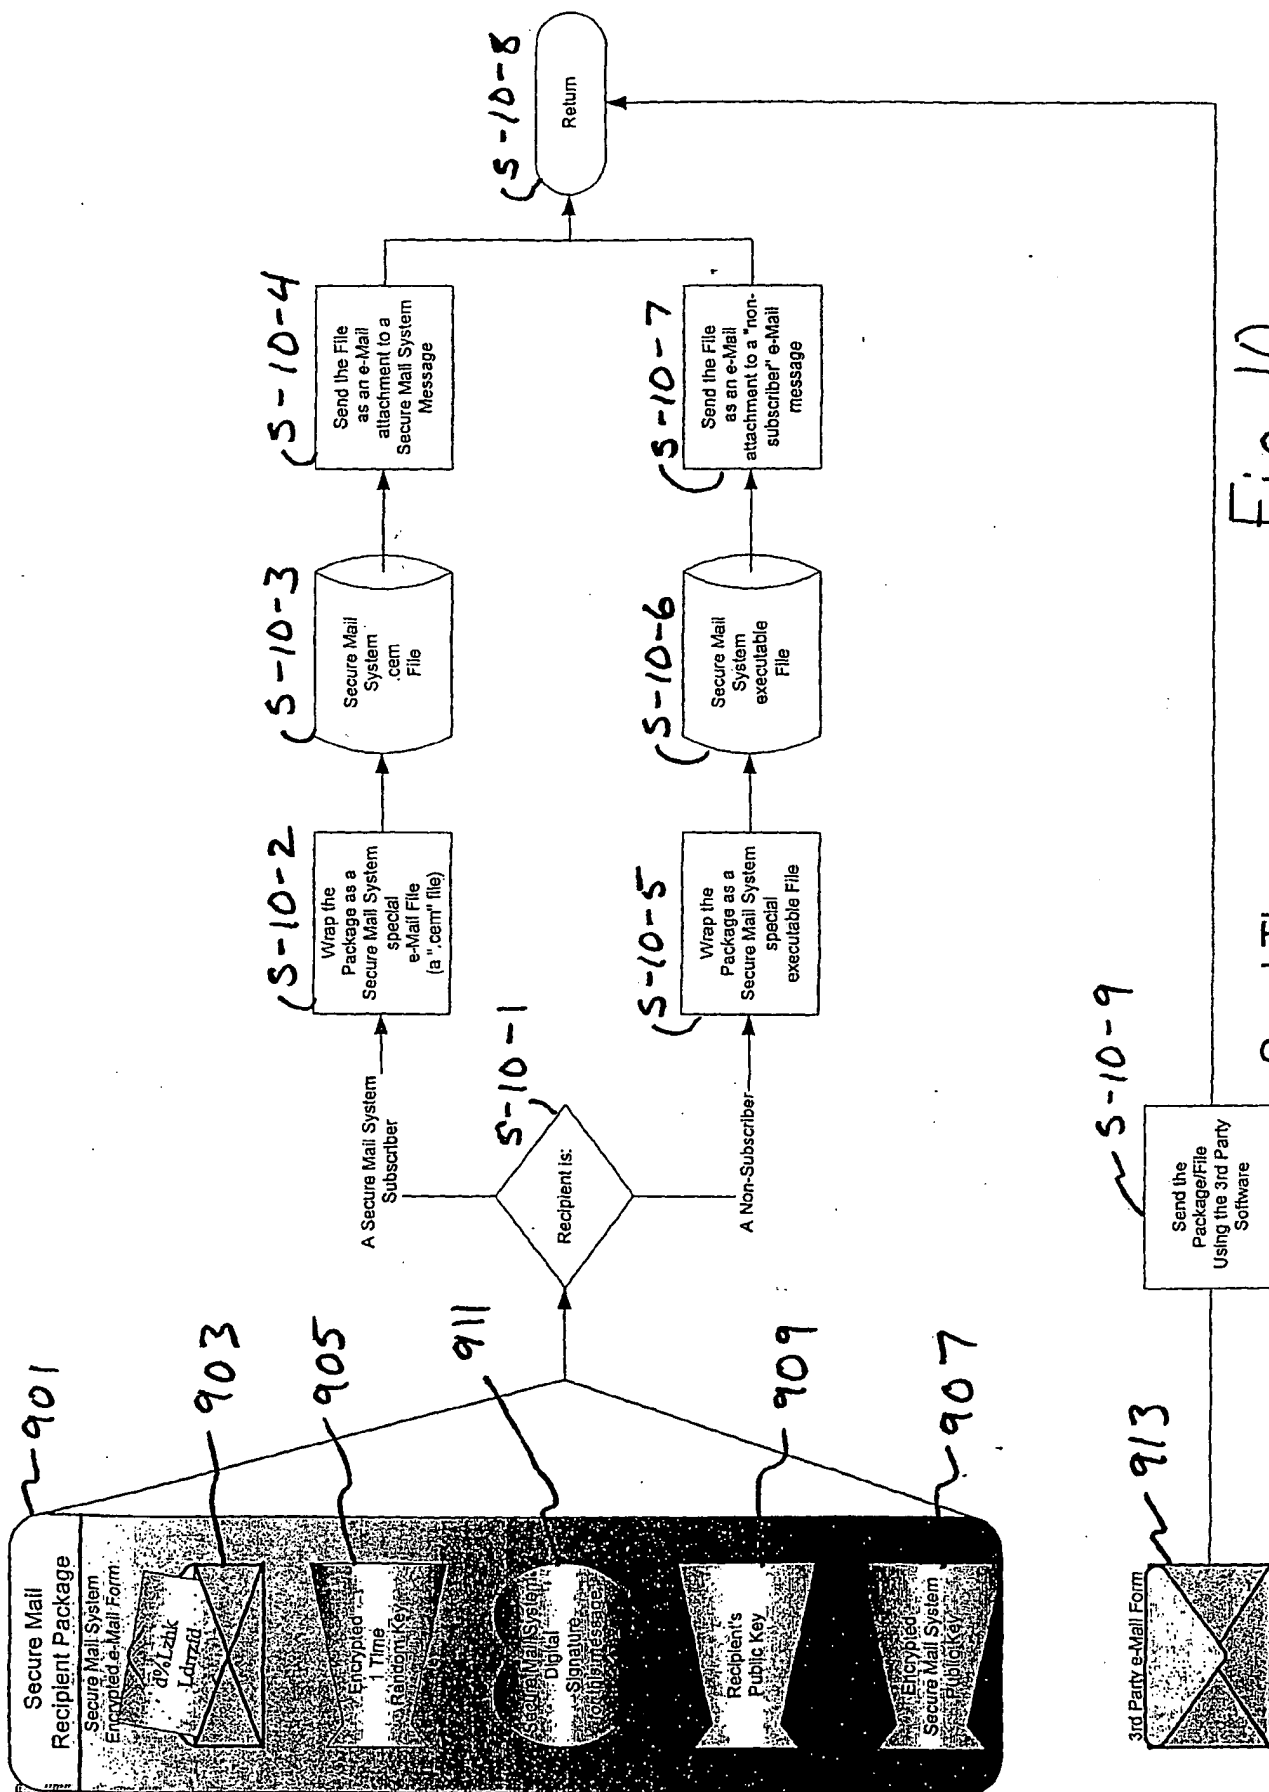 Secure Mail
Recipient Package
901
Secure Mail System
Encrypted e-Mail Form
903
Encrypted
1 Time
Random Key
905
Secure Mail System
Digital
Signature
911
Recipient's
Public Key
909
Encrypted
Secure Mail System
Public Key
907
Recipient is:
S-10-1
A Secure Mail System
Subscriber
Wrap the
Package as a
Secure Mail System
special
e-Mail File
(a ".cem" file)
S-10-2
Secure Mail
System
.cem
File
S-10-3
Send the File
as an e-Mail
attachment to a
Secure Mail System
Message
S-10-4
A Non-Subscriber
Wrap the
Package as a
Secure Mail System
special
executable File
S-10-5
Secure Mail
System
executable
File
S-10-6
Send the File
as an e-Mail
attachment to a "non-
subscriber" e-Mail
message
S-10-7
Return
S-10-8
3rd Party e-Mail Form
913
Send the
Package/File
Using the 3rd Party
Software
S-10-9
Fig 10